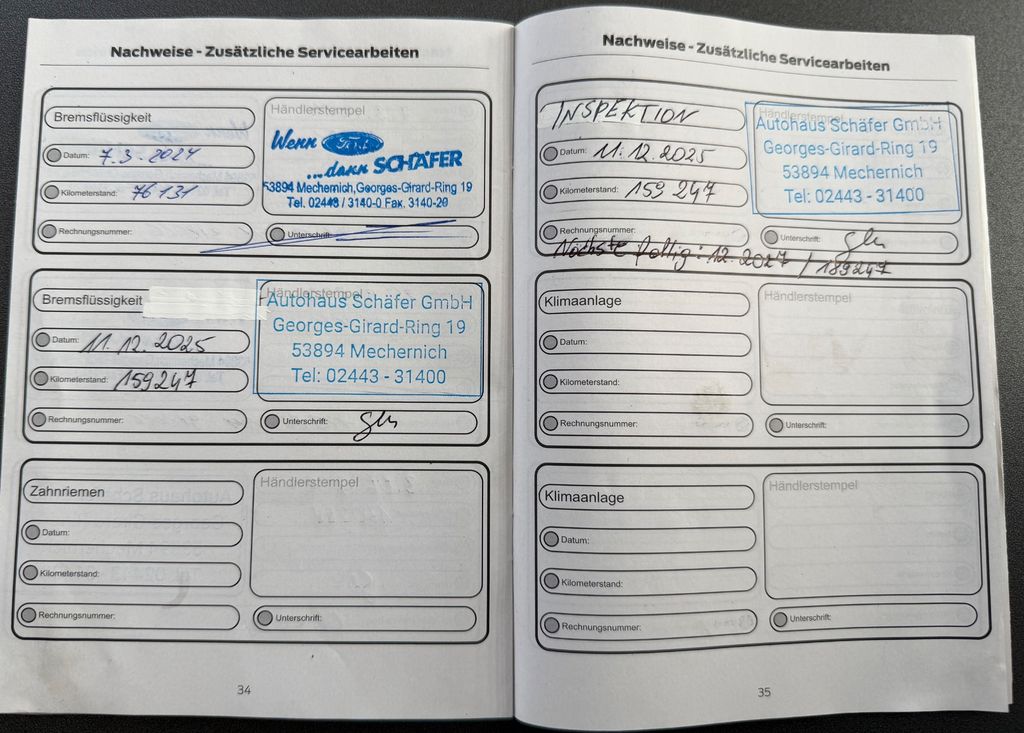 Nachweise - Zusätzliche Servicearbeiten
Bremsflüssigkeit
Datum: 7.3.2024
Kilometerstand: 76131
Rechnungsnummer:
Händlerstempel
Wenn Ford
...dann SCHÄFER
53894 Mechernich, Georges-Girard-Ring 19
Tel. 02443 / 3140-0 Fax. 3140-20
Unterschrift:
Bremsflüssigkeit
Datum: 11.12.2025
Kilometerstand: 159247
Rechnungsnummer:
Händlerstempel
Autohaus Schäfer GmbH
Georges-Girard-Ring 19
53894 Mechernich
Tel: 02443 - 31400
Unterschrift:
Zahnriemen
Datum:
Kilometerstand:
Rechnungsnummer:
Händlerstempel
Unterschrift:
34
Nachweise - Zusätzliche Servicearbeiten
INSPEKTION
Datum: 11.12.2025
Kilometerstand: 159247
Rechnungsnummer:
Händlerstempel
Autohaus Schäfer GmbH
Georges-Girard-Ring 19
53894 Mechernich
Tel: 02443 - 31400
Unterschrift:
Nächste fällig: 12.2027 / 189247
Klimaanlage
Datum:
Kilometerstand:
Rechnungsnummer:
Händlerstempel
Unterschrift:
Klimaanlage
Datum:
Kilometerstand:
Rechnungsnummer:
Händlerstempel
Unterschrift:
35